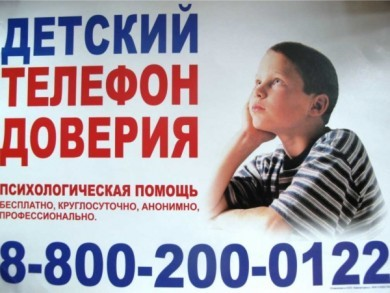 ДЕТСКИЙ
ТЕЛЕФОН
ДОВЕРИЯ
ПСИХОЛОГИЧЕСКАЯ ПОМОЩЬ
БЕСПЛАТНО, КРУГЛОСУТОЧНО, АНОНИМНО,
ПРОФЕССИОНАЛЬНО.
8-800-200-0122